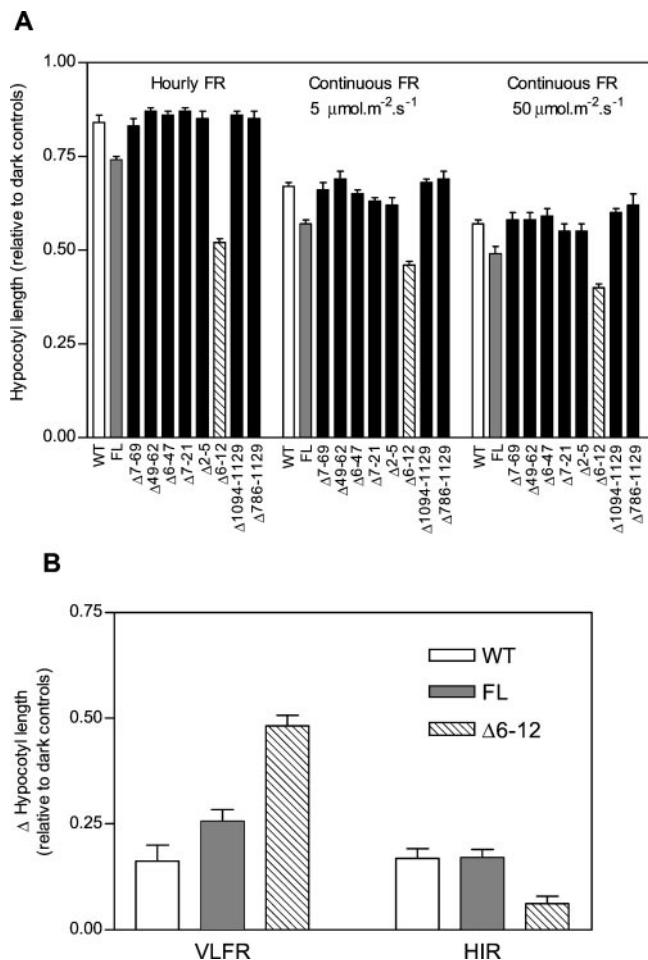 A
Hypocotyl length (relative to dark controls)
1.00
0.75
0.50
0.25
0.00
Hourly FR
Continuous FR
5 μmol.m⁻².s⁻¹
Continuous FR
50 μmol.m⁻².s⁻¹
WT
FL
Δ7-69
Δ49-62
Δ6-47
Δ7-21
Δ2-5
Δ6-12
Δ1094-1129
Δ786-1129
WT
FL
Δ7-69
Δ49-62
Δ6-47
Δ7-21
Δ2-5
Δ6-12
Δ1094-1129
Δ786-1129
WT
FL
Δ7-69
Δ49-62
Δ6-47
Δ7-21
Δ2-5
Δ6-12
Δ1094-1129
Δ786-1129
B
Δ Hypocotyl length
(relative to dark controls)
0.75
0.50
0.25
0.00
WT
FL
Δ6-12
VLFR
HIR